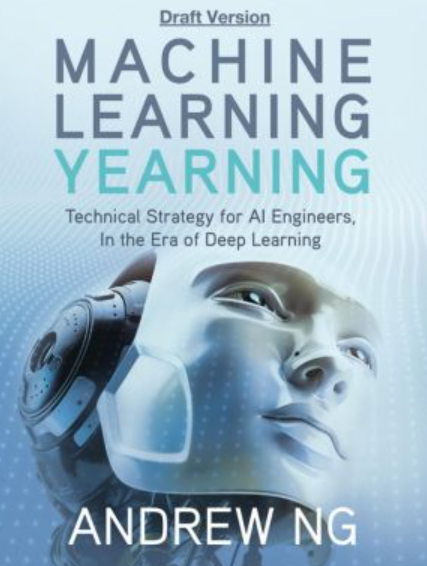 Draft Version
MACHINE
LEARNING
YEARNING
Technical Strategy for AI Engineers,
In the Era of Deep Learning
ANDREW NG